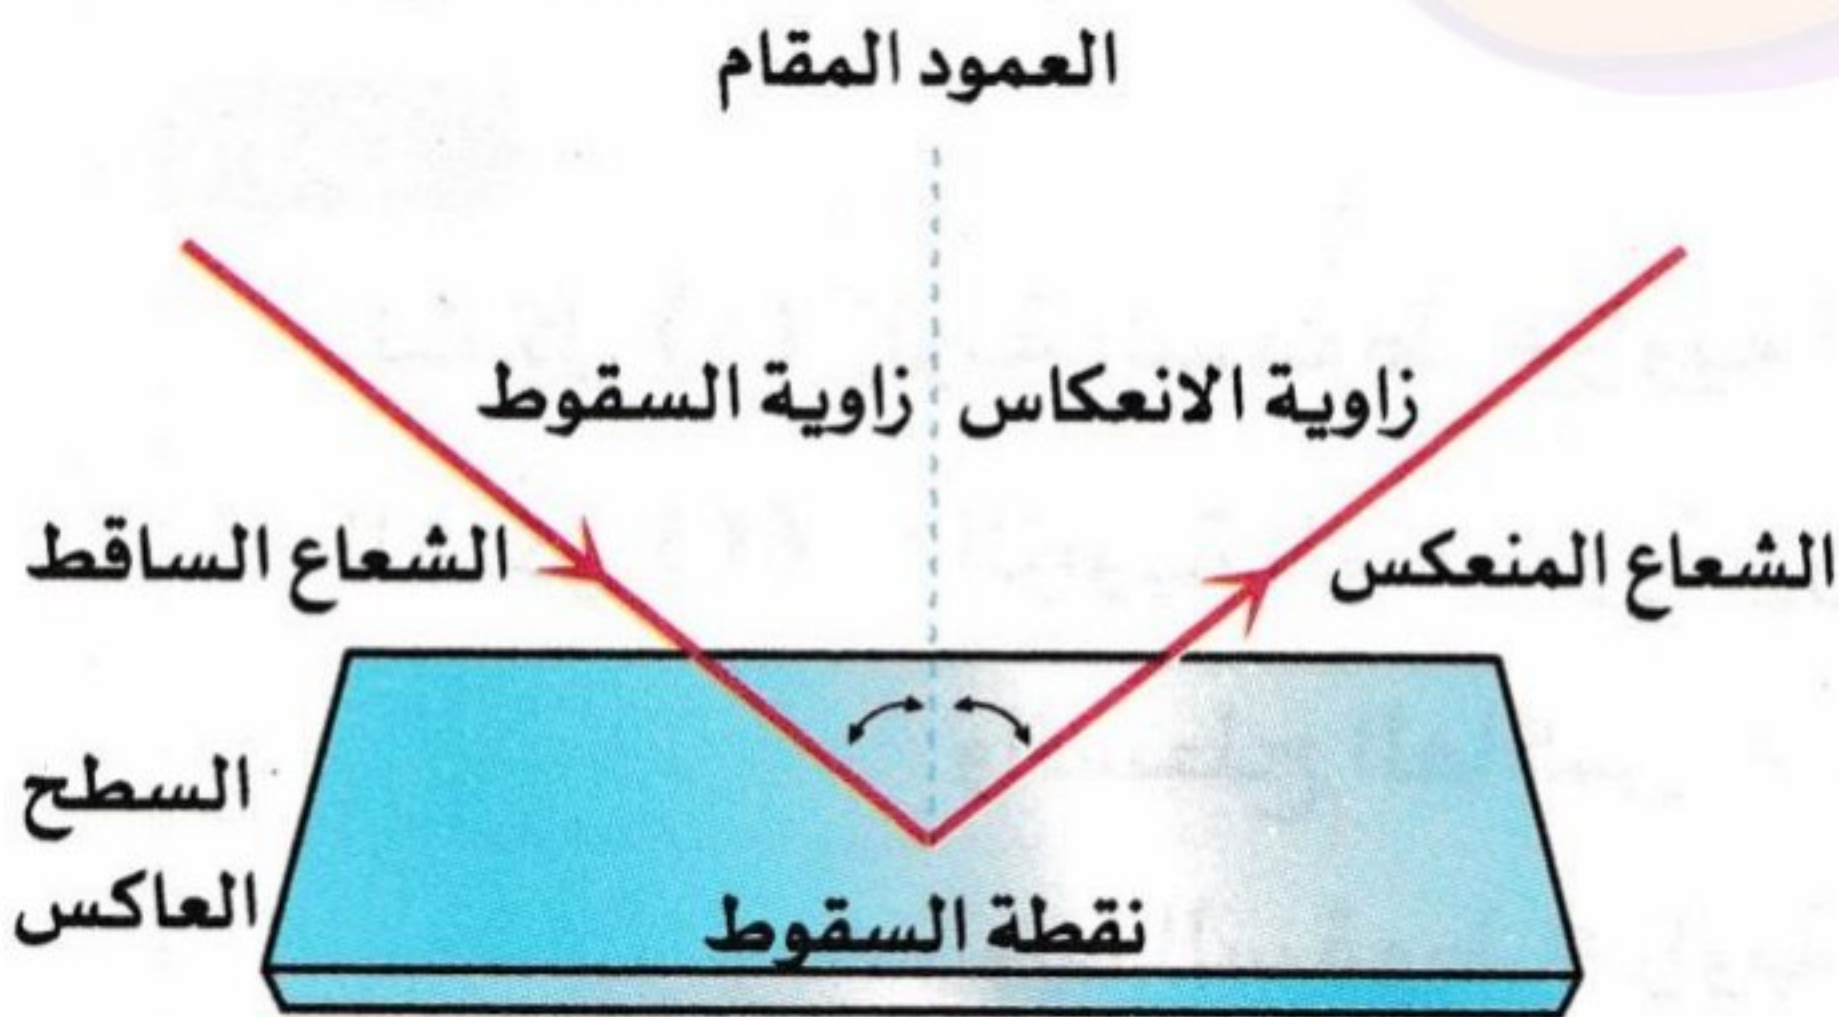 العمود المقام
زاوية الانعكاس
زاوية السقوط
الشعاع المنعكس
الشعاع الساقط
السطح
العاكس
نقطة السقوط